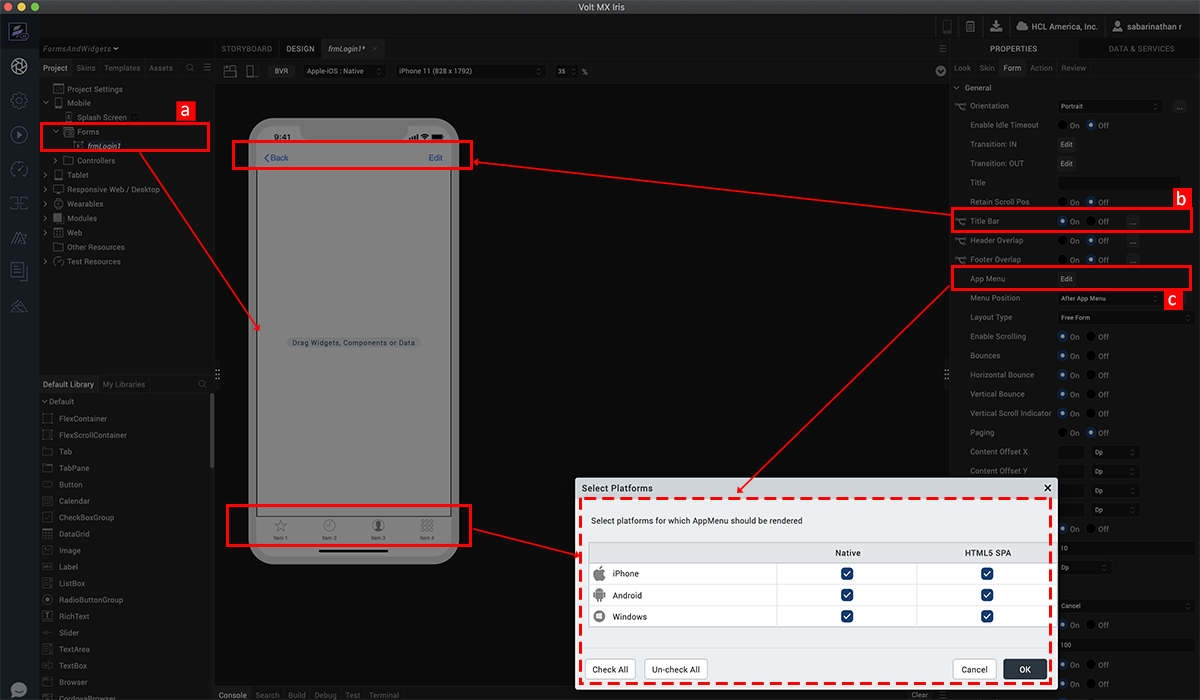 Volt MX Iris
HCL America, Inc.
sabarinathan r
FormsAndWidgets
STORYBOARD
DESIGN
frmLogin1*
PROPERTIES
DATA & SERVICES
Project
Skins
Templates
Assets
BVR
Apple-iOS : Native
iPhone 11 (828 x 1792)
35
%
Look
Skin
Form
Action
Review
Project Settings
Mobile
Splash Screen
a
Forms
frmLogin1
Controllers
Tablet
Responsive Web / Desktop
Wearables
Modules
Web
Other Resources
Test Resources
Default Library
My Libraries
Default
FlexContainer
FlexScrollContainer
Tab
TabPane
Button
Calendar
CheckBoxGroup
DataGrid
Image
Label
ListBox
RadioButtonGroup
RichText
Slider
TextArea
TextBox
Browser
CordovaBrowser
9:41
Back
Edit
Drag Widgets, Components or Data
Item 1
Item 2
Item 3
Item 4
General
Orientation
Portrait
...
Enable Idle Timeout
On
Off
Transition: IN
Edit
Transition: OUT
Edit
Title
Retain Scroll Pos
On
Off
b
Title Bar
On
Off
...
Header Overlap
On
Off
...
Footer Overlap
On
Off
...
App Menu
Edit
c
Menu Position
After App Menu
Layout Type
Free Form
Enable Scrolling
On
Off
Bounces
On
Off
Horizontal Bounce
On
Off
Vertical Bounce
On
Off
Vertical Scroll Indicator
On
Off
Paging
On
Off
Content Offset X
Dp
Content Offset Y
Dp
Dp
Dp
On
Off
10
Dp
Cancel
On
Off
100
On
Off
On
Off
Select Platforms
Select platforms for which AppMenu should be rendered
Native
HTML5 SPA
iPhone
Android
Windows
Check All
Un-check All
Cancel
OK
Console
Search
Build
Debug
Test
Terminal
Clear